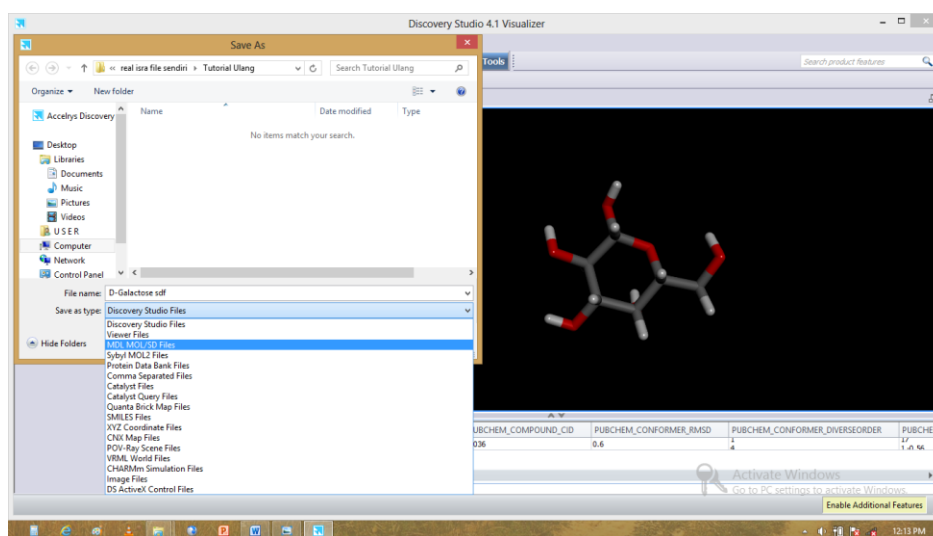 Discovery Studio 4.1 Visualizer
Save As
« real isra file sendiri › Tutorial Ulang
Search Tutorial Ulang
Tools
Search product features
Organize
New folder
Name
Date modified
Type
No items match your search.
Accelrys Discovery
Desktop
Libraries
Documents
Music
Pictures
Videos
U S E R
Computer
Network
Control Panel
File name: D-Galactose sdf
Save as type: Discovery Studio Files
Hide Folders
Discovery Studio Files
Viewer Files
MDL MOL/SD Files
Sybyl MOL2 Files
Protein Data Bank Files
Comma Separated Files
Catalyst Files
Catalyst Query Files
Quanta Brick Map Files
SMILES Files
XYZ Coordinate Files
CNX Map Files
POV-Ray Scene Files
VRML World Files
CHARMm Simulation Files
Image Files
DS ActiveX Control Files
UBCHEM_COMPOUND_CID
PUBCHEM_CONFORMER_RMSD
PUBCHEM_CONFORMER_DIVERSEORDER
PUBCHE
036
0.6
1
4
17
Activate Windows
Go to PC settings to activate Windows.
Enable Additional Features
12:13 PM